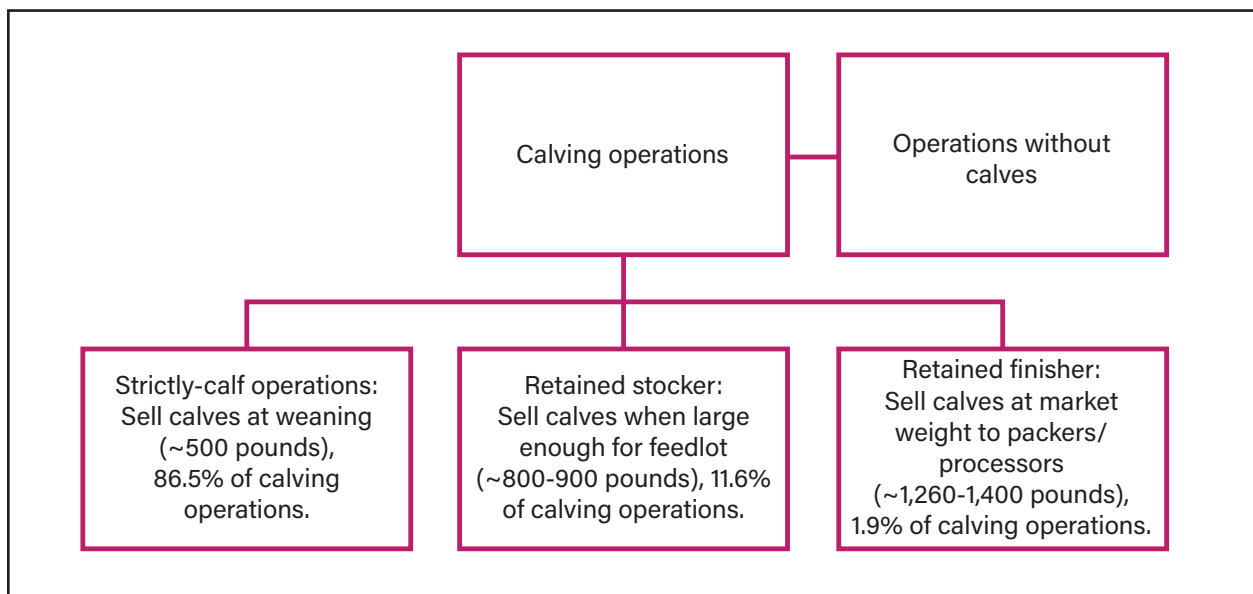 Calving operations
Operations without
calves
Strictly-calf operations:
Sell calves at weaning
(~500 pounds),
86.5% of calving
operations.
Retained stocker:
Sell calves when large
enough for feedlot
(~800-900 pounds), 11.6%
of calving operations.
Retained finisher:
Sell calves at market
weight to packers/
processors
(~1,260-1,400 pounds),
1.9% of calving operations.